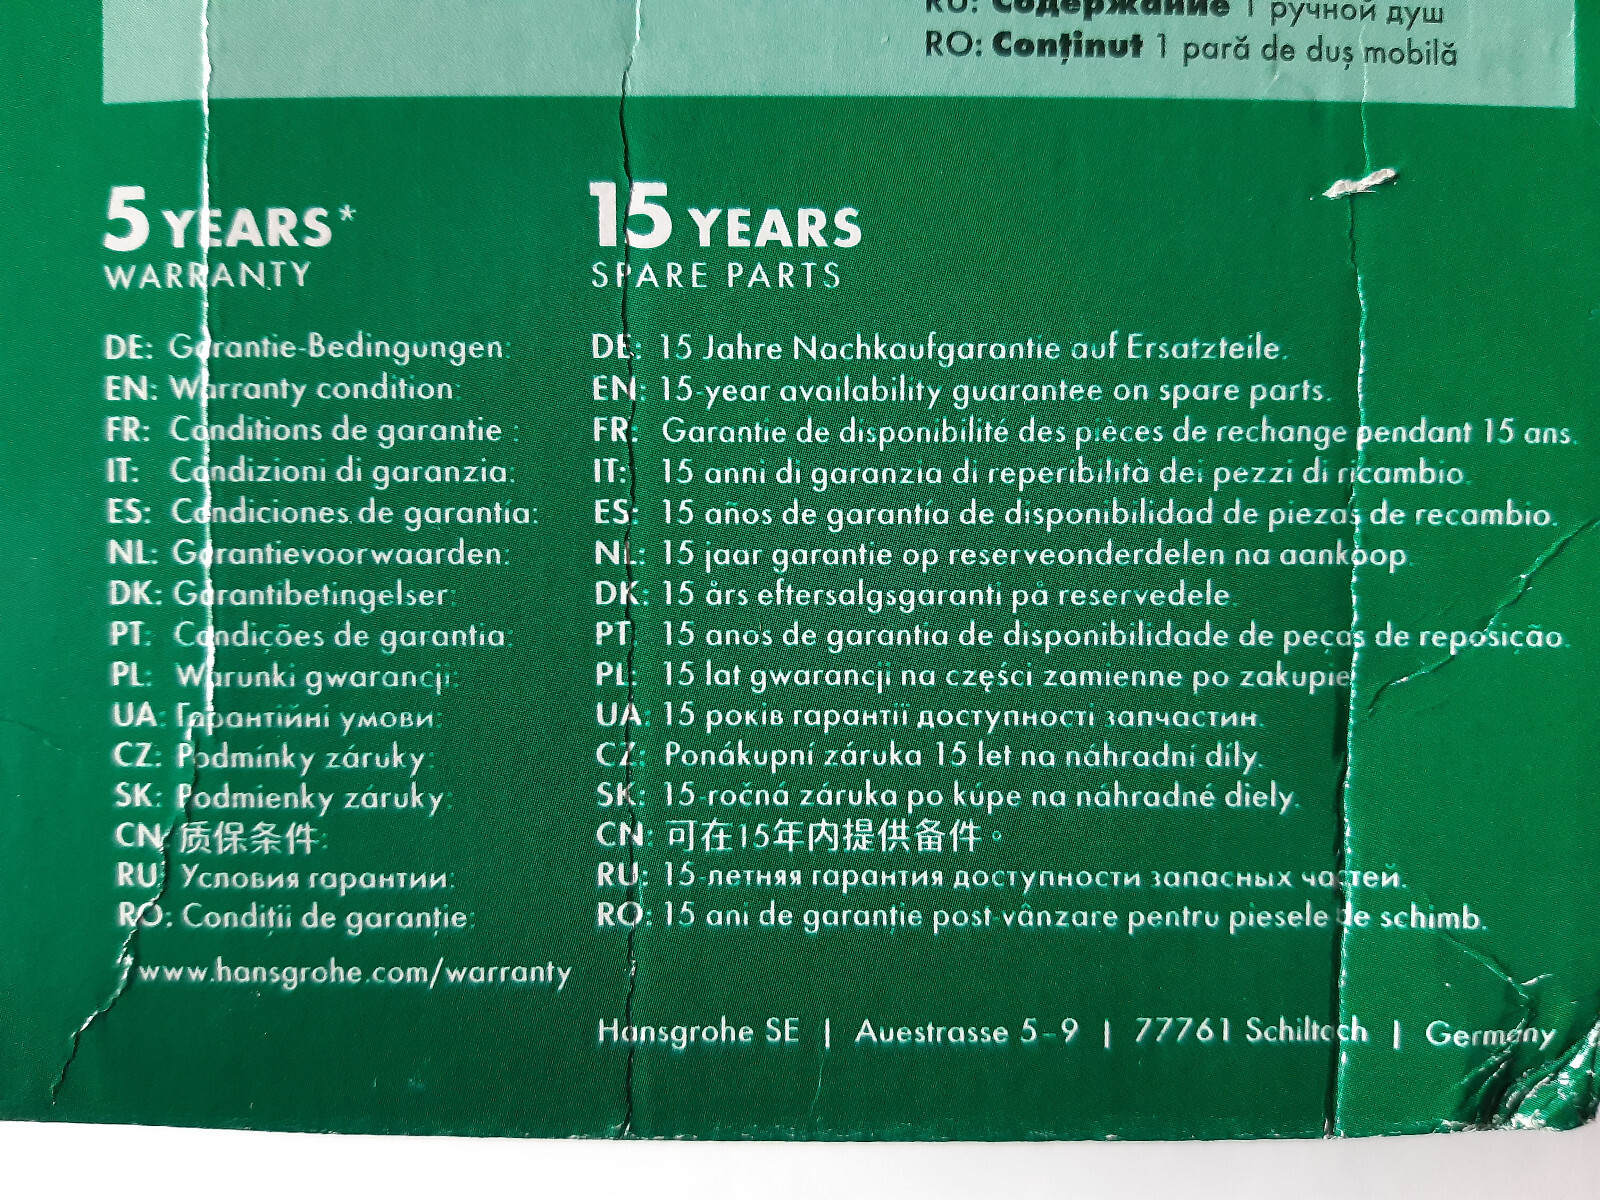 RU: Содержание 1 ручной душ
RO: Conținut 1 pară de duș mobilă
5 YEARS*
WARRANTY
DE: Garantie-Bedingungen:
EN: Warranty condition:
FR: Conditions de garantie :
IT: Condizioni di garanzia:
ES: Condiciones de garantía:
NL: Garantievoorwaarden:
DK: Garantibetingelser:
PT: Condições de garantia:
PL: Warunki gwarancji:
UA: Гарантійні умови:
CZ: Podmínky záruky:
SK: Podmienky záruky:
CN: 质保条件:
RU: Условия гарантии:
RO: Condiții de garanție:
*www.hansgrohe.com/warranty
15 YEARS
SPARE PARTS
DE: 15 Jahre Nachkaufgarantie auf Ersatzteile.
EN: 15-year availability guarantee on spare parts.
FR: Garantie de disponibilité des pièces de rechange pendant 15 ans.
IT: 15 anni di garanzia di reperibilità dei pezzi di ricambio.
ES: 15 años de garantía de disponibilidad de piezas de recambio.
NL: 15 jaar garantie op reserveonderdelen na aankoop.
DK: 15 års eftersalgsgaranti på reservedele.
PT: 15 anos de garantia de disponibilidade de peças de reposição.
PL: 15 lat gwarancji na części zamienne po zakupie.
UA: 15 років гарантії доступності запчастин.
CZ: Ponákupní záruka 15 let na náhradní díly.
SK: 15-ročná záruka po kúpe na náhradné diely.
CN: 可在15年内提供备件。
RU: 15-летняя гарантия доступности запасных частей.
RO: 15 ani de garanție post-vânzare pentru piesele de schimb.
Hansgrohe SE | Auestrasse 5–9 | 77761 Schiltach | Germany